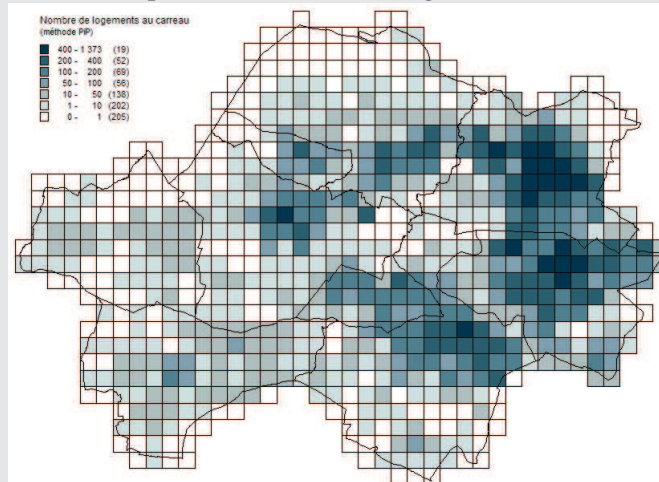 Nombre de logements au carreau
(méthode PIP)
400 - 1 373 (19)
200 - 400 (52)
100 - 200 (69)
50 - 100 (56)
10 - 50 (138)
1 - 10 (202)
0 - 1 (205)